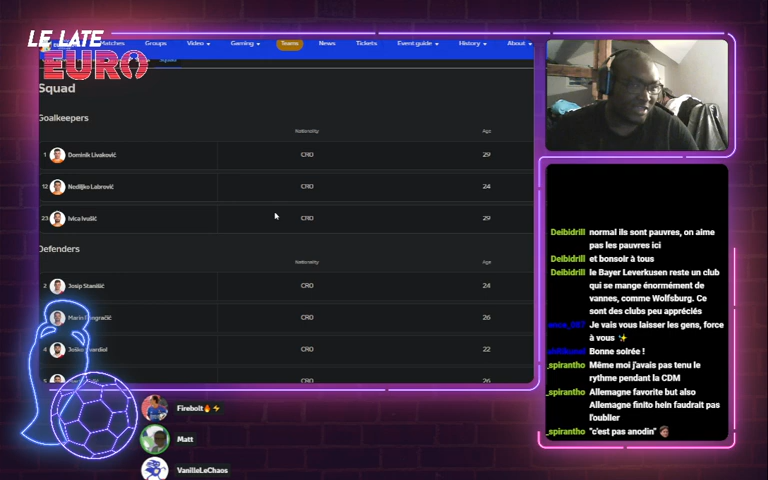 LE LATE
EURO
Matches Groups Video Gaming Teams News Tickets Event guide History About
Squad
Goalkeepers
Nationality Age
1 Dominik Livaković CRO 29
12 Nediljko Labrović CRO 24
23 Ivica Ivušić CRO 29
Defenders
Nationality Age
2 Josip Stanišić CRO 24
Marin Pongračić CRO 26
4 CRO 22
26
Firebolt🔥⚡
Matt
VanilleLeChaos
Deibidrill normal ils sont pauvres, on aime
pas les pauvres ici
Deibidrill et bonsoir à tous
Deibidrill le Bayer Leverkusen reste un club
qui se mange énormément de
vannes, comme Wolfsburg. Ce
sont des clubs peu appréciés
Je vais vous laisser les gens, force
à vous ✨
Bonne soirée !
_spirantho Même moi j'avais pas tenu le
rythme pendant la CDM
_spirantho Allemagne favorite but also
Allemagne finito hein faudrait pas
l'oublier
_spirantho "c'est pas anodin"